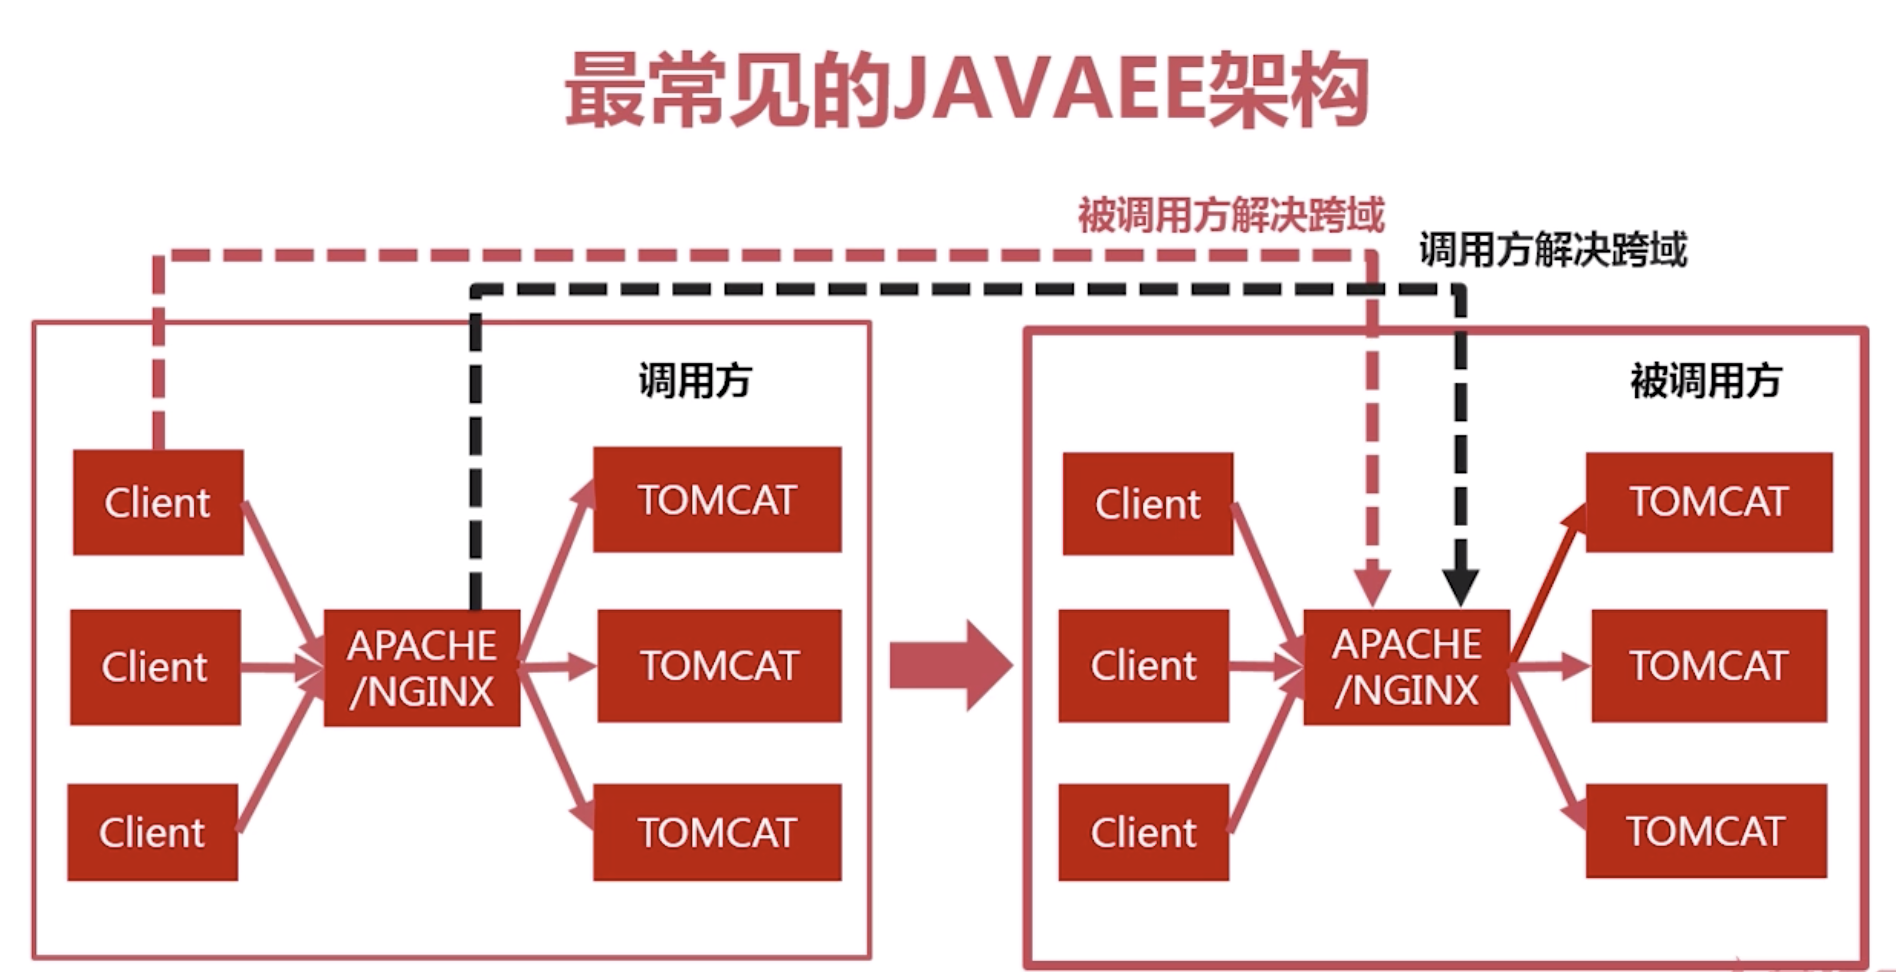 最常见的JAVAEE架构
被调用方解决跨域
调用方解决跨域
调用方
Client
Client
Client
APACHE
/NGINX
TOMCAT
TOMCAT
TOMCAT
被调用方
Client
Client
Client
APACHE
/NGINX
TOMCAT
TOMCAT
TOMCAT